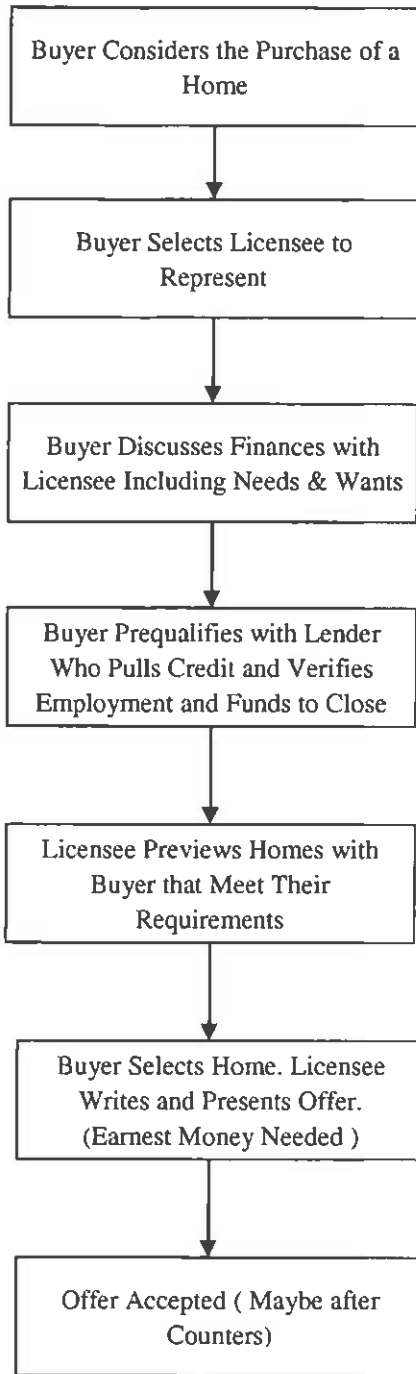 Buyer Considers the Purchase of a
Home
Buyer Selects Licensee to
Represent
Buyer Discusses Finances with
Licensee Including Needs & Wants
Buyer Prequalifies with Lender
Who Pulls Credit and Verifies
Employment and Funds to Close
Licensee Previews Homes with
Buyer that Meet Their
Requirements
Buyer Selects Home. Licensee
Writes and Presents Offer.
(Earnest Money Needed )
Offer Accepted ( Maybe after
Counters)